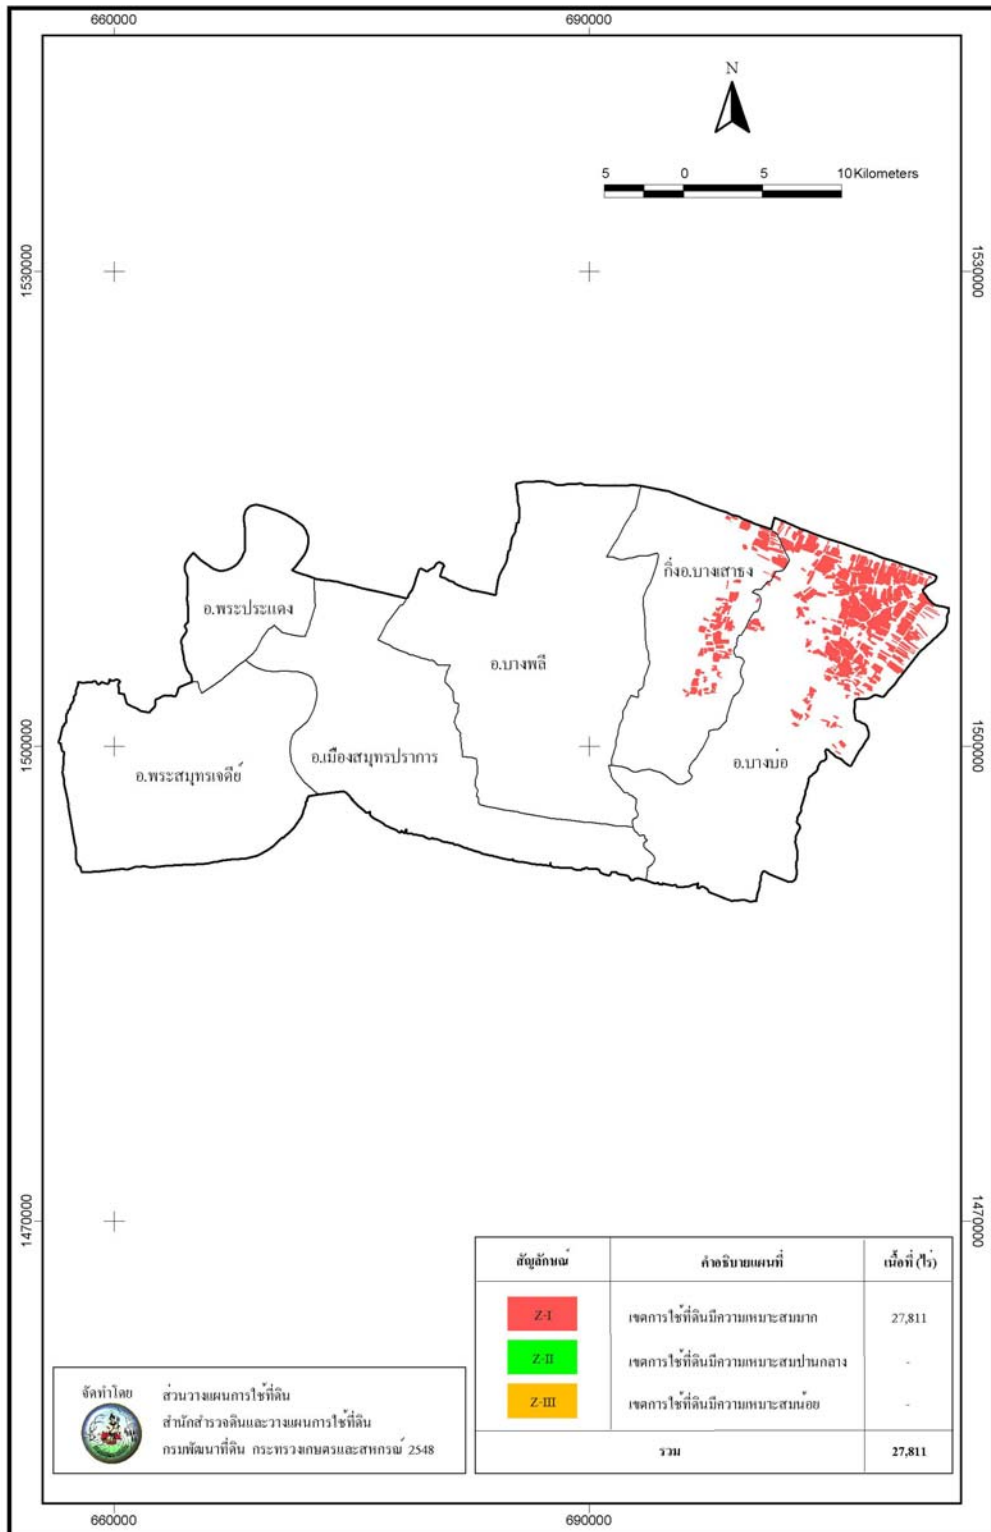 660000 690000
N
5 0 5 10 Kilometers
1530000 1530000
กิ่งอ.บางเสาธง
อ.พระประแดง
อ.บางพลี
1500000 1500000
อ.เมืองสมุทรปราการ
อ.บางบ่อ
อ.พระสมุทรเจดีย์
1470000 1470000
สัญลักษณ์ คำอธิบายแผนที่ เนื้อที่ (ไร่)
Z-I เขตการใช้ที่ดินมีความเหมาะสมมาก 27,811
Z-II เขตการใช้ที่ดินมีความเหมาะสมปานกลาง -
Z-III เขตการใช้ที่ดินมีความเหมาะสมน้อย -
รวม 27,811
จัดทำโดย ส่วนวางแผนการใช้ที่ดิน
สำนักสำรวจดินและวางแผนการใช้ที่ดิน
กรมพัฒนาที่ดิน กระทรวงเกษตรและสหกรณ์ 2548
660000 690000